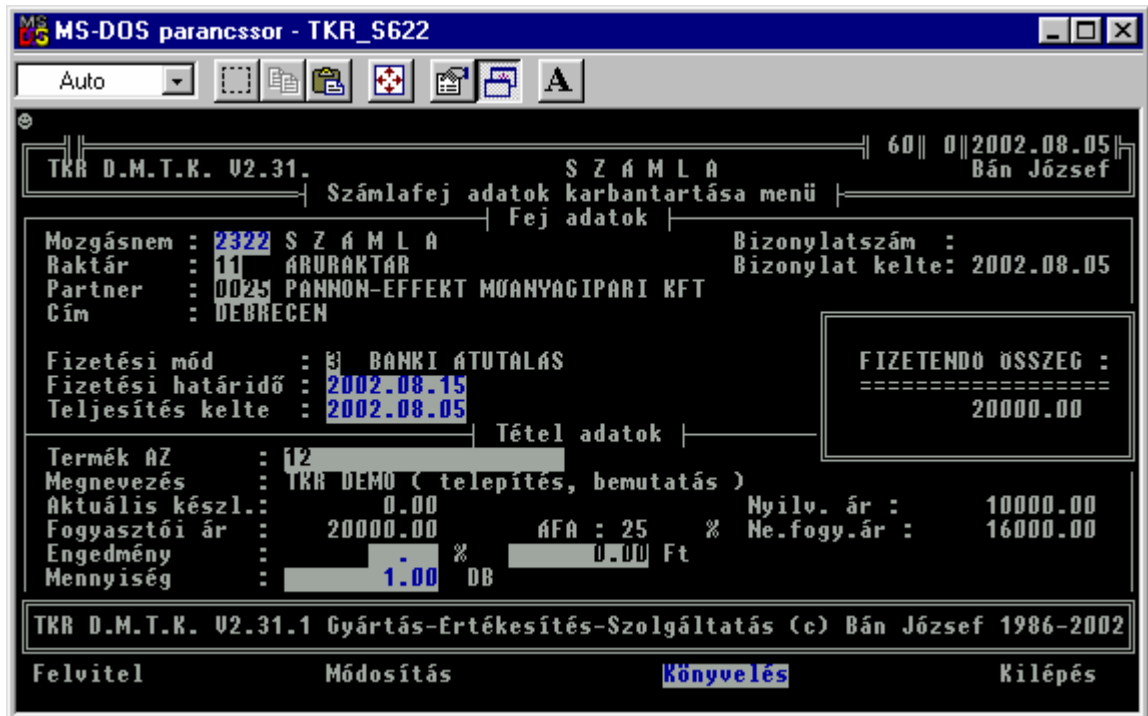 MS-DOS parancssor - TKR_S622
Auto
A
60 0 2002.08.05
TKR D.M.T.K. V2.31. S Z Á M L A Bán József
Számlafej adatok karbantartása menü
Fej adatok
Mozgásnem : 2322 S Z Á M L A Bizonylatszám :
Raktár : 11 ÁRURAKTÁR Bizonylat kelte: 2002.08.05
Partner : 0025 PANNON-EFFEKT MÜANYAGIPARI KFT
Cím : DEBRECEN
Fizetési mód : 3 BANKI ÁTUTALÁS FIZETENDÖ ÖSSZEG :
Fizetési határidő : 2002.08.15 ==================
Teljesítés kelte : 2002.08.05 20000.00
Tétel adatok
Termék AZ : 12
Megnevezés : TKR DEMO ( telepítés, bemutatás )
Aktuális készl.: 0.00 Nyilv. ár : 10000.00
Fogyasztói ár : 20000.00 ÁFA : 25 % Ne.fogy.ár : 16000.00
Engedmény : . % 0.00 Ft
Mennyiség : 1.00 DB
TKR D.M.T.K. V2.31.1 Gyártás-Értékesítés-Szolgáltatás (c) Bán József 1986-2002
Felvitel Módosítás Könyvelés Kilépés